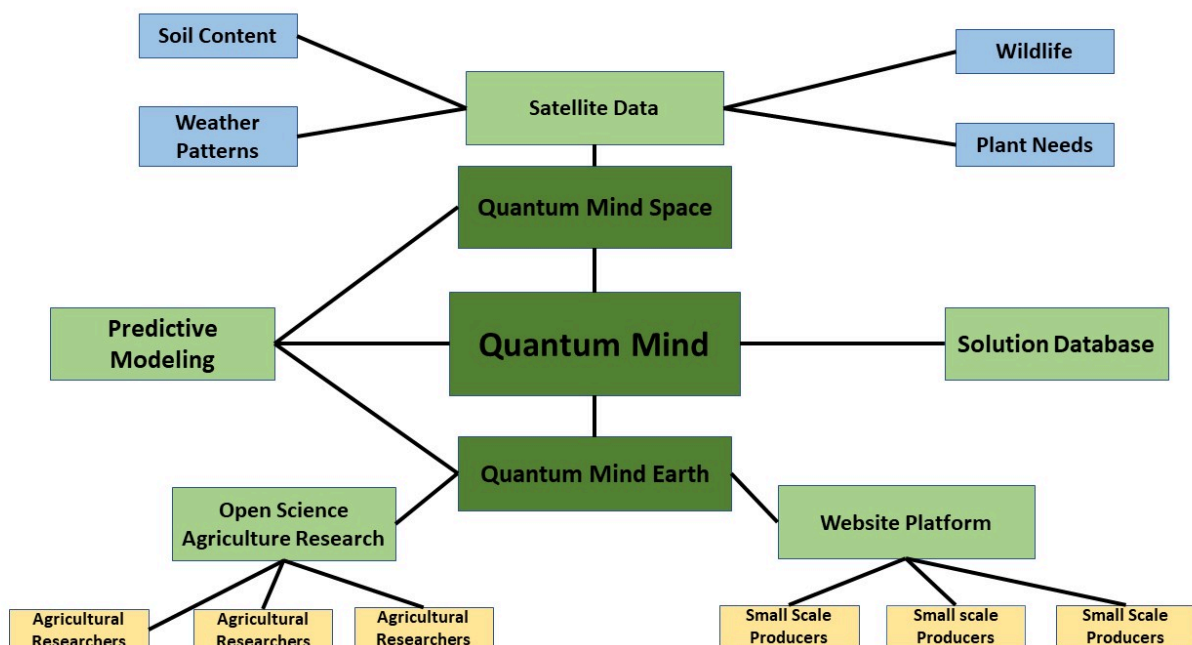 Soil Content
Wildlife
Satellite Data
Weather
Patterns
Plant Needs
Quantum Mind Space
Predictive
Modeling
Quantum Mind
Solution Database
Quantum Mind Earth
Open Science
Agriculture Research
Website Platform
Agricultural
Researchers
Agricultural
Researchers
Agricultural
Researchers
Small Scale
Producers
Small scale
Producers
Small Scale
Producers